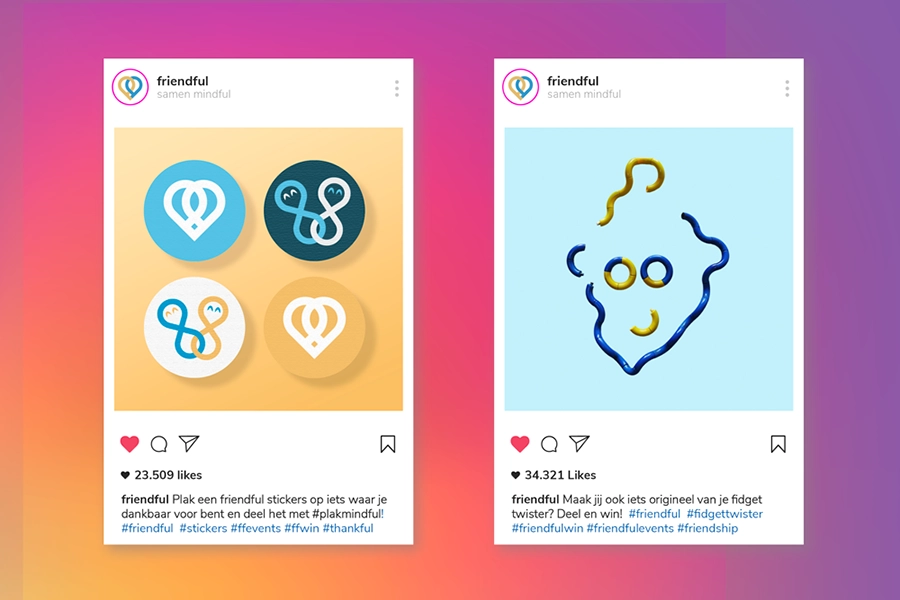 friendful
samen mindful
23.509 likes
friendful Plak een friendful stickers op iets waar je
dankbaar voor bent en deel het met #plakmindful!
#friendful #stickers #ffevents #ffwin #thankful
friendful
samen mindful
34.321 Likes
friendful Maak jij ook iets origineel van je fidget
twister? Deel en win! #friendful #fidgettwister
#friendfulwin #friendfulevents #friendship